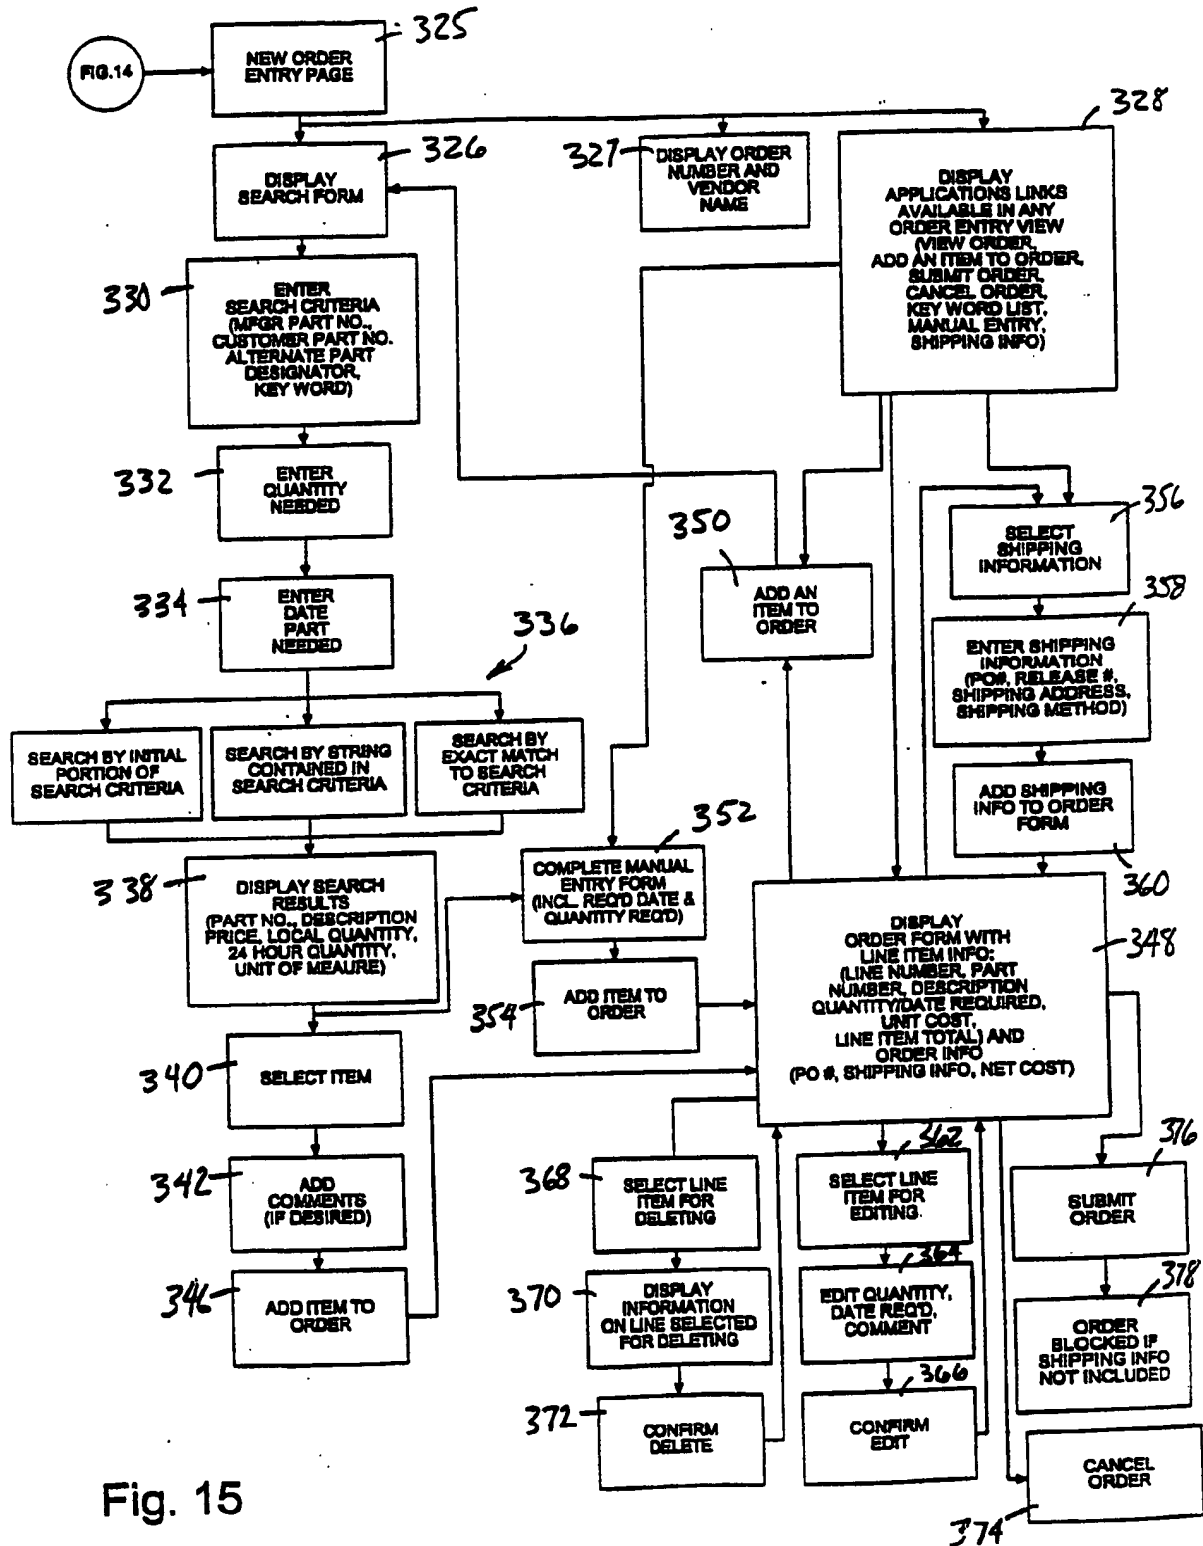 325
FIG.14
NEW ORDER
ENTRY PAGE
328
326
DISPLAY
SEARCH FORM
327
DISPLAY ORDER
NUMBER AND
VENDOR
NAME
DISPLAY
APPLICATIONS LINKS
AVAILABLE IN ANY
ORDER ENTRY VIEW
(VIEW ORDER,
ADD AN ITEM TO ORDER,
SUBMIT ORDER,
CANCEL ORDER,
KEY WORD LIST,
MANUAL ENTRY,
SHIPPING INFO)
330
ENTER
SEARCH CRITERIA
(MFGR PART NO.,
CUSTOMER PART NO.
ALTERNATE PART
DESIGNATOR,
KEY WORD)
332
ENTER
QUANTITY
NEEDED
350
ADD AN
ITEM TO
ORDER
356
SELECT
SHIPPING
INFORMATION
334
ENTER
DATE
PART
NEEDED
358
ENTER SHIPPING
INFORMATION
(PO#, RELEASE #,
SHIPPING ADDRESS,
SHIPPING METHOD)
336
SEARCH BY INITIAL
PORTION OF
SEARCH CRITERIA
SEARCH BY STRING
CONTAINED IN
SEARCH CRITERIA
SEARCH BY
EXACT MATCH
TO SEARCH
CRITERIA
ADD SHIPPING
INFO TO ORDER
FORM
360
338
DISPLAY SEARCH
RESULTS
(PART NO., DESCRIPTION
PRICE, LOCAL QUANTITY,
24 HOUR QUANTITY,
UNIT OF MEAURE)
352
COMPLETE MANUAL
ENTRY FORM
(INCL. REQ'D DATE &
QUANTITY REQ'D)
354
ADD ITEM TO
ORDER
348
DISPLAY
ORDER FORM WITH
LINE ITEM INFO:
(LINE NUMBER, PART
NUMBER, DESCRIPTION
QUANTITY/DATE REQUIRED,
UNIT COST,
LINE ITEM TOTAL) AND
ORDER INFO
(PO #, SHIPPING INFO, NET COST)
340
SELECT ITEM
342
ADD
COMMENTS
(IF DESIRED)
346
ADD ITEM TO
ORDER
368
SELECT LINE
ITEM FOR
DELETING
362
SELECT LINE
ITEM FOR
EDITING.
376
SUBMIT
ORDER
370
DISPLAY
INFORMATION
ON LINE SELECTED
FOR DELETING
364
EDIT QUANTITY,
DATE REQ'D,
COMMENT
378
ORDER
BLOCKED IF
SHIPPING INFO
NOT INCLUDED
372
CONFIRM
DELETE
366
CONFIRM
EDIT
CANCEL
ORDER
374
Fig. 15